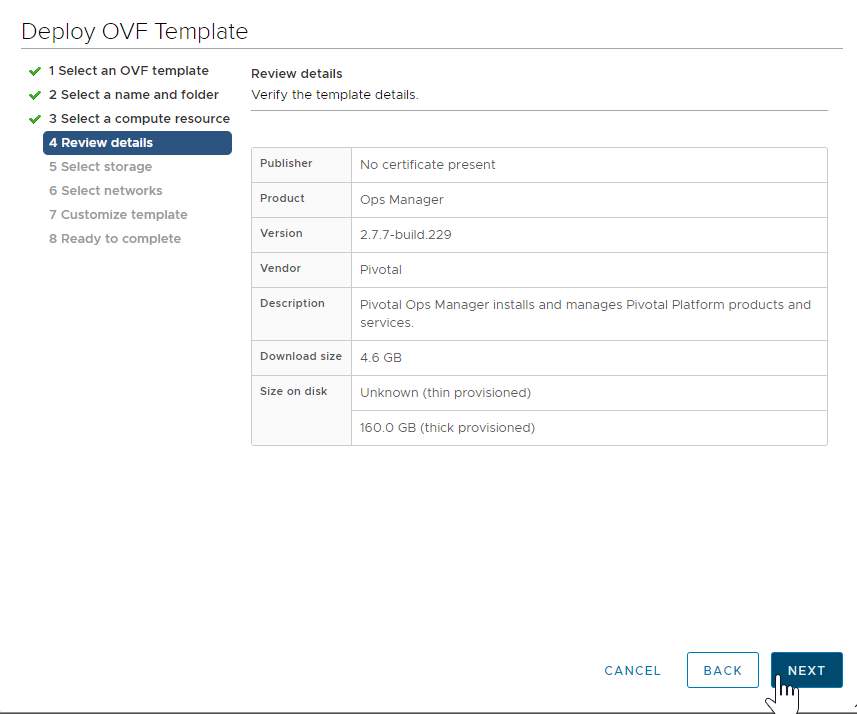 Deploy OVF Template
1 Select an OVF template
2 Select a name and folder
3 Select a compute resource
4 Review details
5 Select storage
6 Select networks
7 Customize template
8 Ready to complete
Review details
Verify the template details.
Publisher No certificate present
Product Ops Manager
Version 2.7.7-build.229
Vendor Pivotal
Description Pivotal Ops Manager installs and manages Pivotal Platform products and
services.
Download size 4.6 GB
Size on disk Unknown (thin provisioned)
160.0 GB (thick provisioned)
CANCEL BACK NEXT